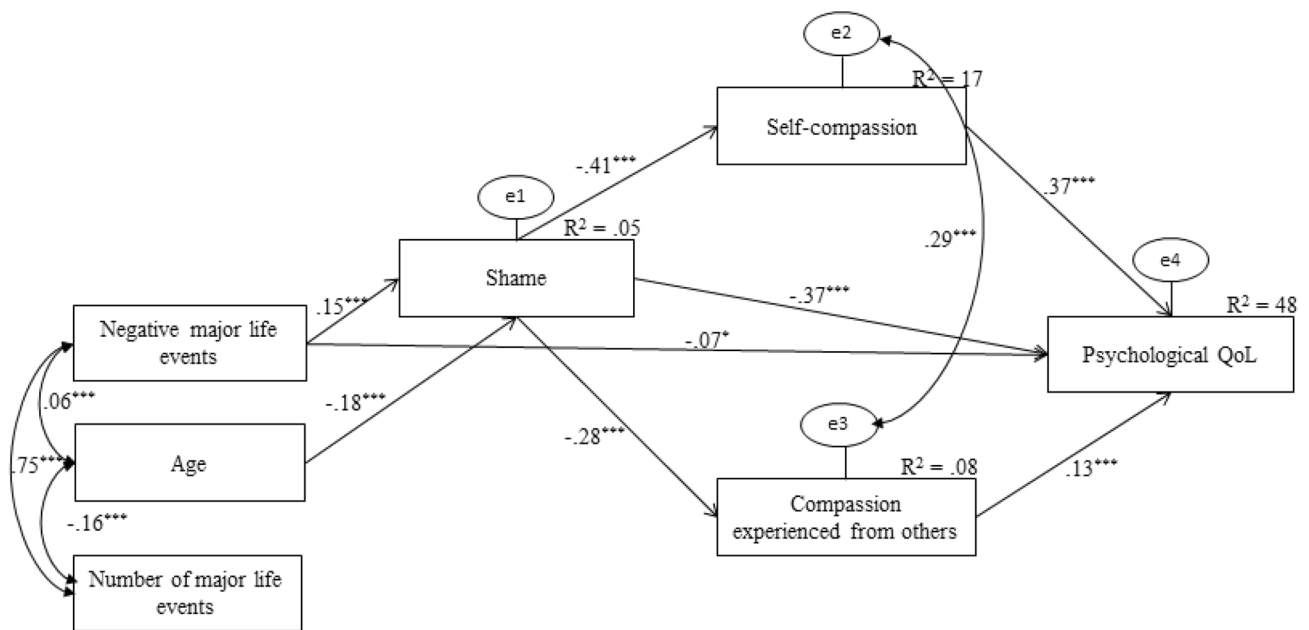 e2
R² = 17
Self-compassion
-.41***
.37***
e1
R² = .05
Shame
.29***
e4
R² = 48
Psychological QoL
-.37***
.15***
Negative major life
events
-.07*
.06***
-.18***
e3
-.28***
R² = .08
.13***
.75***
Age
Compassion
experienced from others
-.16***
Number of major life
events